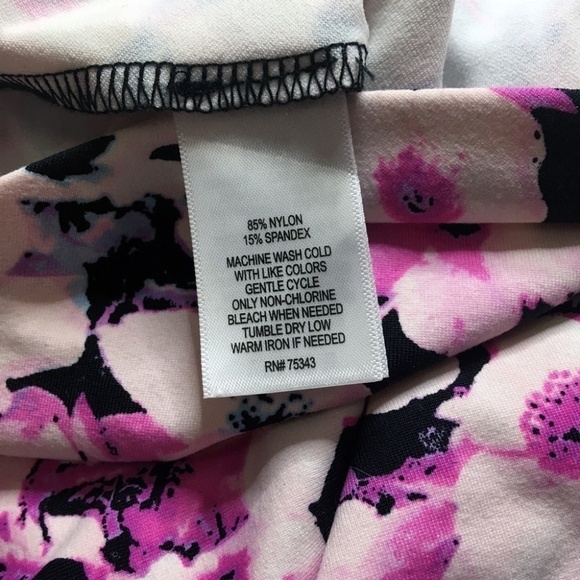 85% NYLON
15% SPANDEX
MACHINE WASH COLD
WITH LIKE COLORS
GENTLE CYCLE
ONLY NON-CHLORINE
BLEACH WHEN NEEDED
TUMBLE DRY LOW
WARM IRON IF NEEDED
RN# 75343